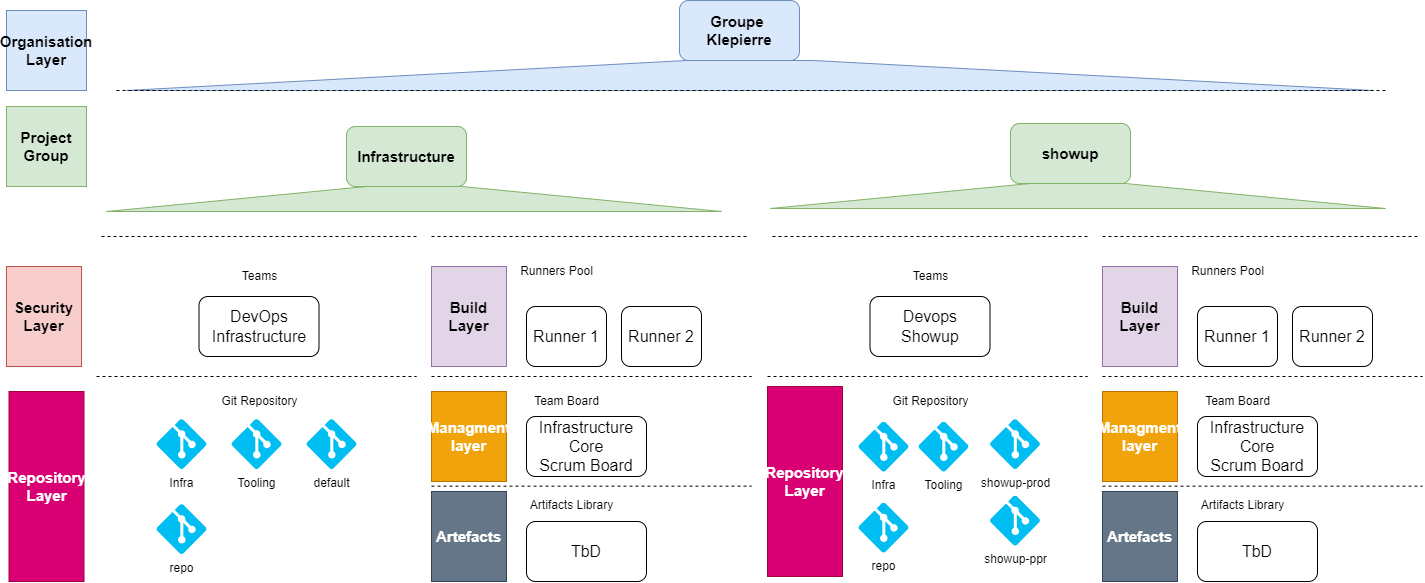 Organisation
Layer
Groupe
Klepierre
Project
Group
Infrastructure
showup
Security
Layer
Teams
DevOps
Infrastructure
Build
Layer
Runners Pool
Runner 1
Runner 2
Teams
Devops
Showup
Build
Layer
Runners Pool
Runner 1
Runner 2
Repository
Layer
Git Repository
Infra
Tooling
default
repo
Managment
layer
Team Board
Infrastructure
Core
Scrum Board
Artefacts
Artifacts Library
TbD
Repository
Layer
Git Repository
Infra
Tooling
showup-prod
repo
showup-ppr
Managment
layer
Team Board
Infrastructure
Core
Scrum Board
Artefacts
Artifacts Library
TbD